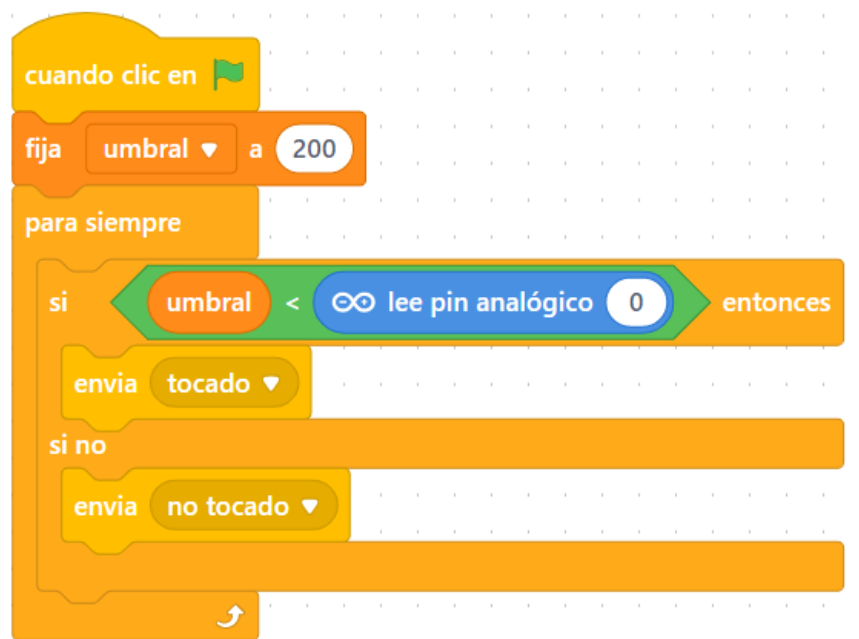 cuando clic en
fija umbral a 200
para siempre
si umbral < lee pin analógico 0 entonces
envia tocado
si no
envia no tocado